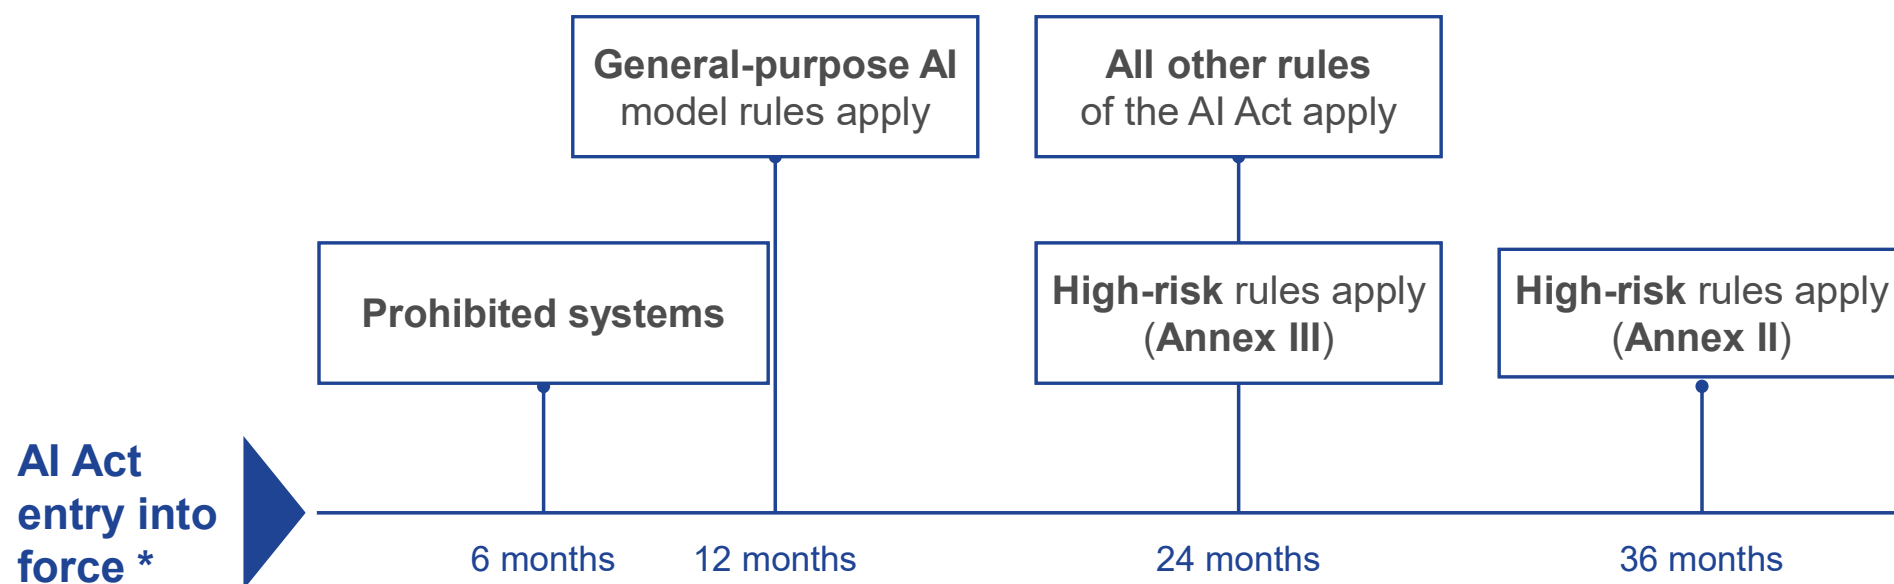 General-purpose AI
model rules apply
All other rules
of the AI Act apply
Prohibited systems
High-risk rules apply
(Annex III)
High-risk rules apply
(Annex II)
AI Act
entry into
force *
6 months
12 months
24 months
36 months